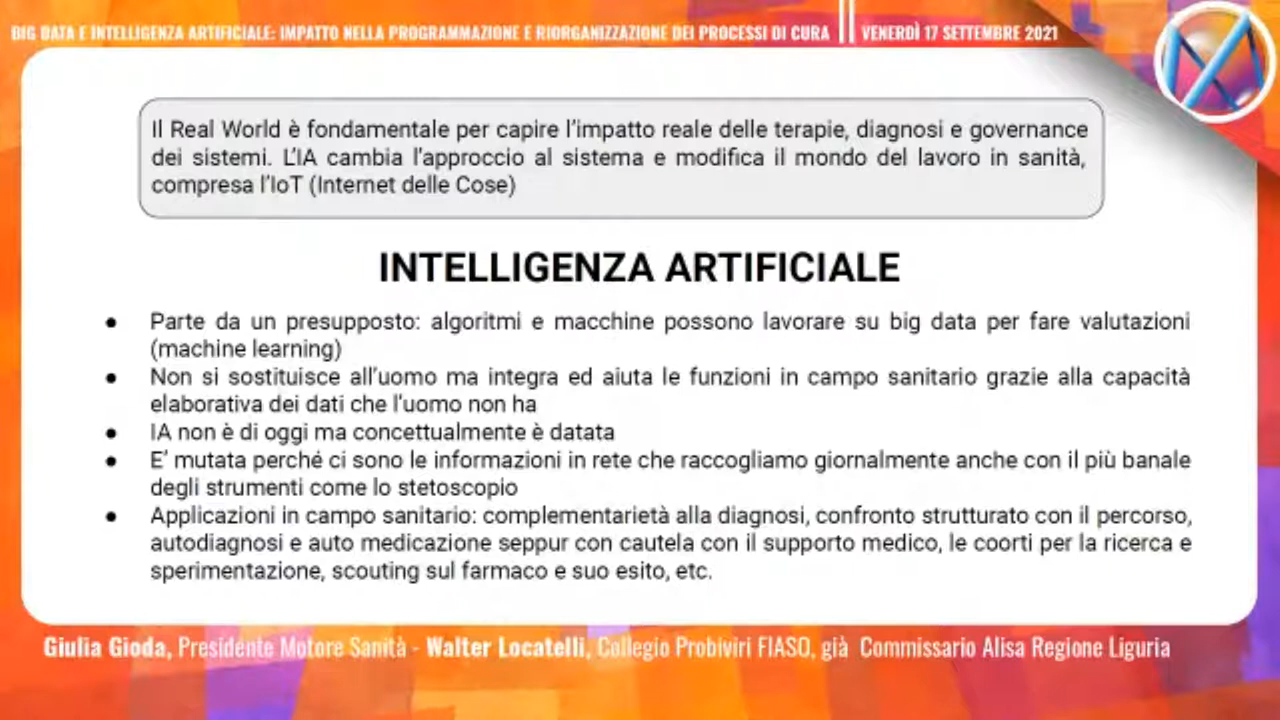 BIG DATA E INTELLIGENZA ARTIFICIALE: IMPATTO NELLA PROGRAMMAZIONE E RIORGANIZZAZIONE DEI PROCESSI DI CURA || VENERDÌ 17 SETTEMBRE 2021
Il Real World è fondamentale per capire l'impatto reale delle terapie, diagnosi e governance
dei sistemi. L'IA cambia l'approccio al sistema e modifica il mondo del lavoro in sanità,
compresa l'IoT (Internet delle Cose)
INTELLIGENZA ARTIFICIALE
● Parte da un presupposto: algoritmi e macchine possono lavorare su big data per fare valutazioni
(machine learning)
● Non si sostituisce all'uomo ma integra ed aiuta le funzioni in campo sanitario grazie alla capacità
elaborativa dei dati che l'uomo non ha
● IA non è di oggi ma concettualmente è datata
● E' mutata perché ci sono le informazioni in rete che raccogliamo giornalmente anche con il più banale
degli strumenti come lo stetoscopio
● Applicazioni in campo sanitario: complementarietà alla diagnosi, confronto strutturato con il percorso,
autodiagnosi e auto medicazione seppur con cautela con il supporto medico, le coorti per la ricerca e
sperimentazione, scouting sul farmaco e suo esito, etc.
Giulia Gioda, Presidente Motore Sanità - Walter Locatelli, Collegio Probiviri FIASO, già Commissario Alisa Regione Liguria